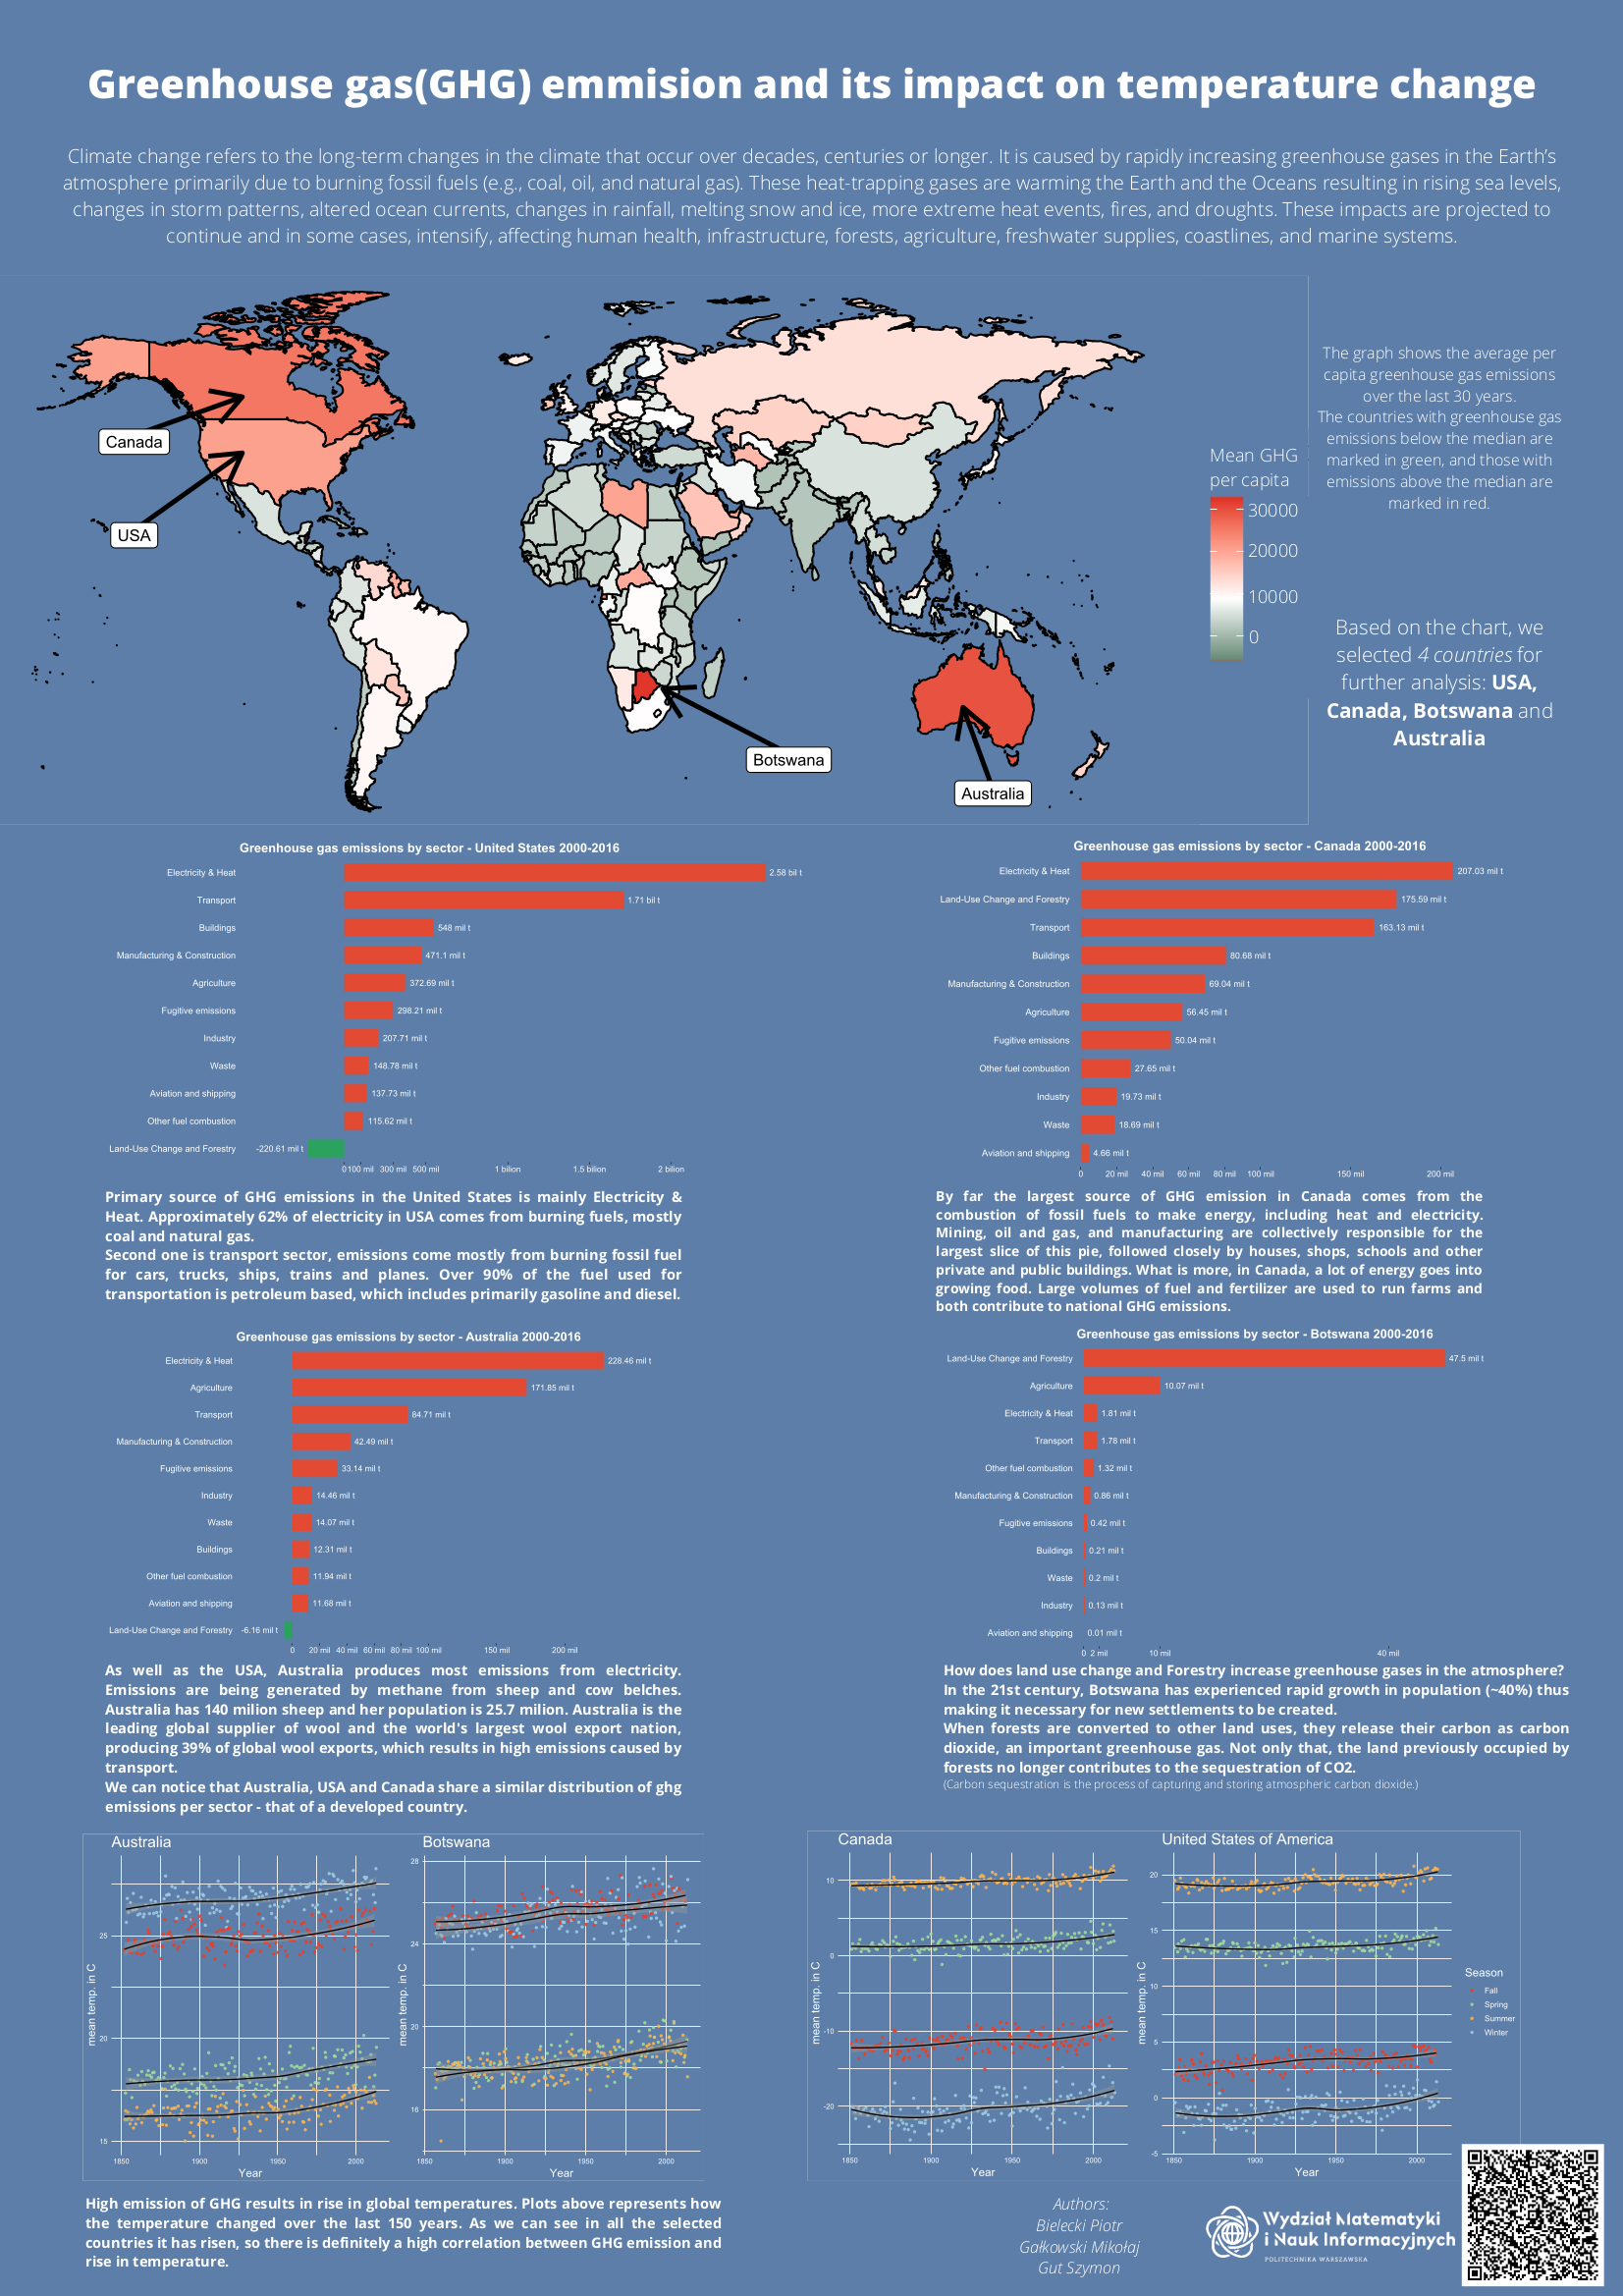 Greenhouse gas(GHG) emmision and its impact on temperature change
Climate change refers to the long-term changes in the climate that occur over decades, centuries or longer. It is caused by rapidly increasing greenhouse gases in the Earth's
atmosphere primarily due to burning fossil fuels (e.g., coal, oil, and natural gas). These heat-trapping gases are warming the Earth and the Oceans resulting in rising sea levels,
changes in storm patterns, altered ocean currents, changes in rainfall, melting snow and ice, more extreme heat events, fires, and droughts. These impacts are projected to
continue and in some cases, intensify, affecting human health, infrastructure, forests, agriculture, freshwater supplies, coastlines, and marine systems.
Canada
USA
Botswana
Australia
Mean GHG
per capita
30000
20000
10000
0
The graph shows the average per
capita greenhouse gas emissions
over the last 30 years.
The countries with greenhouse gas
emissions below the median are
marked in green, and those with
emissions above the median are
marked in red.
Based on the chart, we
selected 4 countries for
further analysis: USA,
Canada, Botswana and
Australia
Greenhouse gas emissions by sector - United States 2000-2016
Electricity & Heat 2.58 bil t
Transport 1.71 bil t
Buildings 548 mil t
Manufacturing & Construction 471.1 mil t
Agriculture 372.69 mil t
Fugitive emissions 298.21 mil t
Industry 207.71 mil t
Waste 148.78 mil t
Aviation and shipping 137.73 mil t
Other fuel combustion 115.62 mil t
Land-Use Change and Forestry -220.61 mil t
0 100 mil 300 mil 500 mil 1 bilion 1.5 bilion 2 bilion
Primary source of GHG emissions in the United States is mainly Electricity &
Heat. Approximately 62% of electricity in USA comes from burning fuels, mostly
coal and natural gas.
Second one is transport sector, emissions come mostly from burning fossil fuel
for cars, trucks, ships, trains and planes. Over 90% of the fuel used for
transportation is petroleum based, which includes primarily gasoline and diesel.
Greenhouse gas emissions by sector - Canada 2000-2016
Electricity & Heat 207.03 mil t
Land-Use Change and Forestry 175.59 mil t
Transport 163.13 mil t
Buildings 80.68 mil t
Manufacturing & Construction 69.04 mil t
Agriculture 56.45 mil t
Fugitive emissions 50.04 mil t
Other fuel combustion 27.65 mil t
Industry 19.73 mil t
Waste 18.69 mil t
Aviation and shipping 4.66 mil t
0 20 mil 40 mil 60 mil 80 mil 100 mil 150 mil 200 mil
By far the largest source of GHG emission in Canada comes from the
combustion of fossil fuels to make energy, including heat and electricity.
Mining, oil and gas, and manufacturing are collectively responsible for the
largest slice of this pie, followed closely by houses, shops, schools and other
private and public buildings. What is more, in Canada, a lot of energy goes into
growing food. Large volumes of fuel and fertilizer are used to run farms and
both contribute to national GHG emissions.
Greenhouse gas emissions by sector - Australia 2000-2016
Electricity & Heat 228.46 mil t
Agriculture 171.85 mil t
Transport 84.71 mil t
Manufacturing & Construction 42.49 mil t
Fugitive emissions 33.14 mil t
Industry 14.46 mil t
Waste 14.07 mil t
Buildings 12.31 mil t
Other fuel combustion 11.94 mil t
Aviation and shipping 11.68 mil t
Land-Use Change and Forestry -6.16 mil t
0 20 mil 40 mil 60 mil 80 mil 100 mil 150 mil 200 mil
As well as the USA, Australia produces most emissions from electricity.
Emissions are being generated by methane from sheep and cow belches.
Australia has 140 milion sheep and her population is 25.7 milion. Australia is the
leading global supplier of wool and the world's largest wool export nation,
producing 39% of global wool exports, which results in high emissions caused by
transport.
We can notice that Australia, USA and Canada share a similar distribution of ghg
emissions per sector - that of a developed country.
Greenhouse gas emissions by sector - Botswana 2000-2016
Land-Use Change and Forestry 47.5 mil t
Agriculture 10.07 mil t
Electricity & Heat 1.81 mil t
Transport 1.78 mil t
Other fuel combustion 1.32 mil t
Manufacturing & Construction 0.86 mil t
Fugitive emissions 0.42 mil t
Buildings 0.21 mil t
Waste 0.2 mil t
Industry 0.13 mil t
Aviation and shipping 0.01 mil t
0 2 mil 10 mil 40 mil
How does land use change and Forestry increase greenhouse gases in the atmosphere?
In the 21st century, Botswana has experienced rapid growth in population (~40%) thus
making it necessary for new settlements to be created.
When forests are converted to other land uses, they release their carbon as carbon
dioxide, an important greenhouse gas. Not only that, the land previously occupied by
forests no longer contributes to the sequestration of CO2.
(Carbon sequestration is the process of capturing and storing atmospheric carbon dioxide.)
Australia
mean temp. in C
25
20
15
1850 1900 1950 2000
Year
Botswana
mean temp. in C
28
24
20
16
1850 1900 1950 2000
Year
Canada
mean temp. in C
10
0
-10
-20
1850 1900 1950 2000
Year
United States of America
mean temp. in C
20
15
10
5
0
-5
1850 1900 1950 2000
Year
Season
Fall
Spring
Summer
Winter
High emission of GHG results in rise in global temperatures. Plots above represents how
the temperature changed over the last 150 years. As we can see in all the selected
countries it has risen, so there is definitely a high correlation between GHG emission and
rise in temperature.
Authors:
Bielecki Piotr
Gałkowski Mikołaj
Gut Szymon
Wydział Matematyki
i Nauk Informacyjnych
POLITECHNIKA WARSZAWSKA